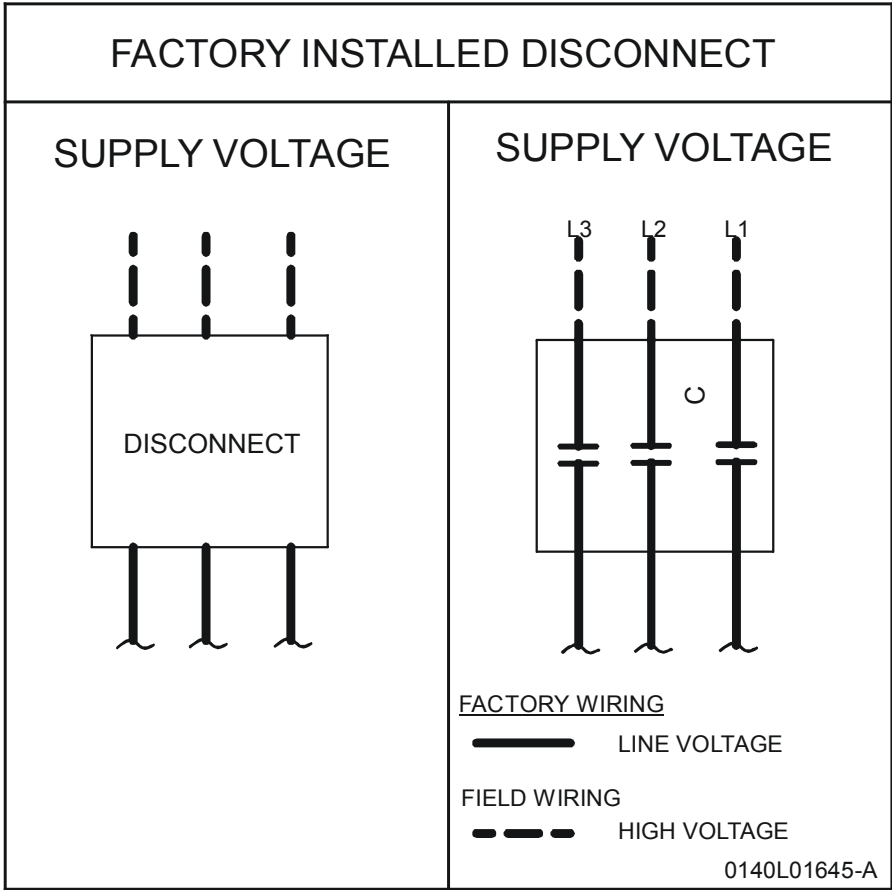 FACTORY INSTALLED DISCONNECT
SUPPLY VOLTAGE
DISCONNECT
SUPPLY VOLTAGE
L3 L2 L1
C
FACTORY WIRING
LINE VOLTAGE
FIELD WIRING
HIGH VOLTAGE
0140L01645-A